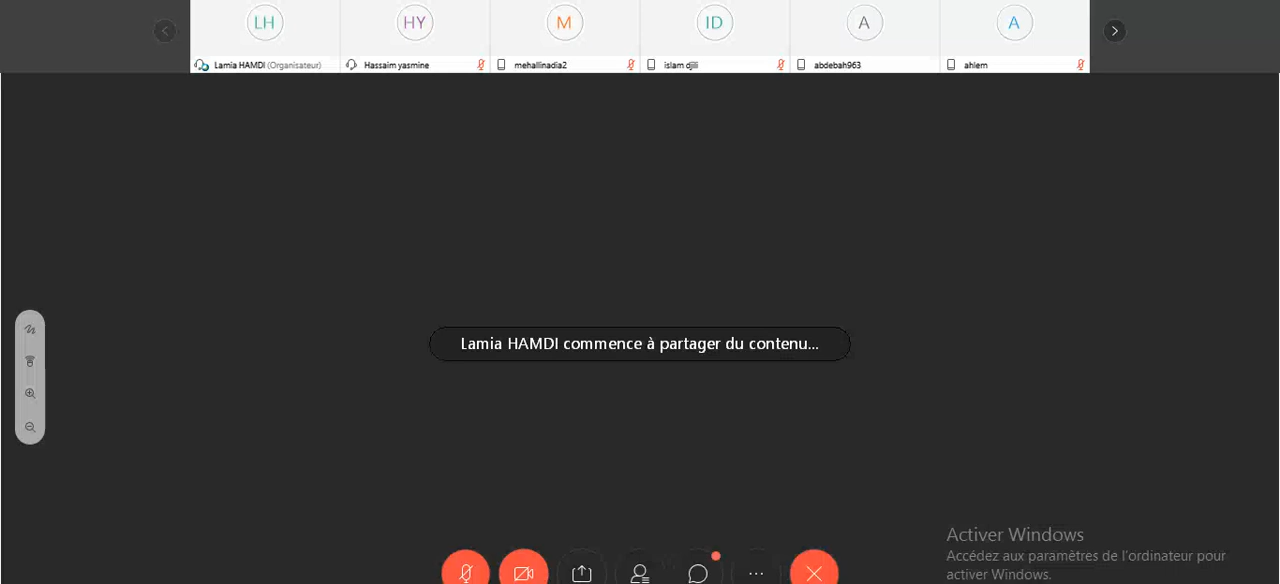 LH HY M ID A A
Lamia HAMDI (Organisateur) Hassaim yasmine mehallinadia2 islam djili abdebah963 ahlem
Lamia HAMDI commence à partager du contenu...
Activer Windows
Accédez aux paramètres de l'ordinateur pour
activer Windows.